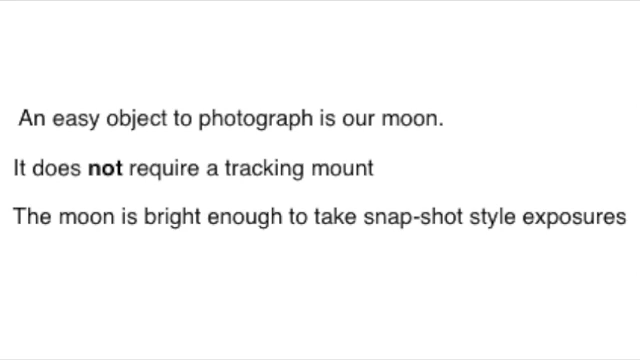 An easy object to photograph is our moon.
It does not require a tracking mount
The moon is bright enough to take snap-shot style exposures